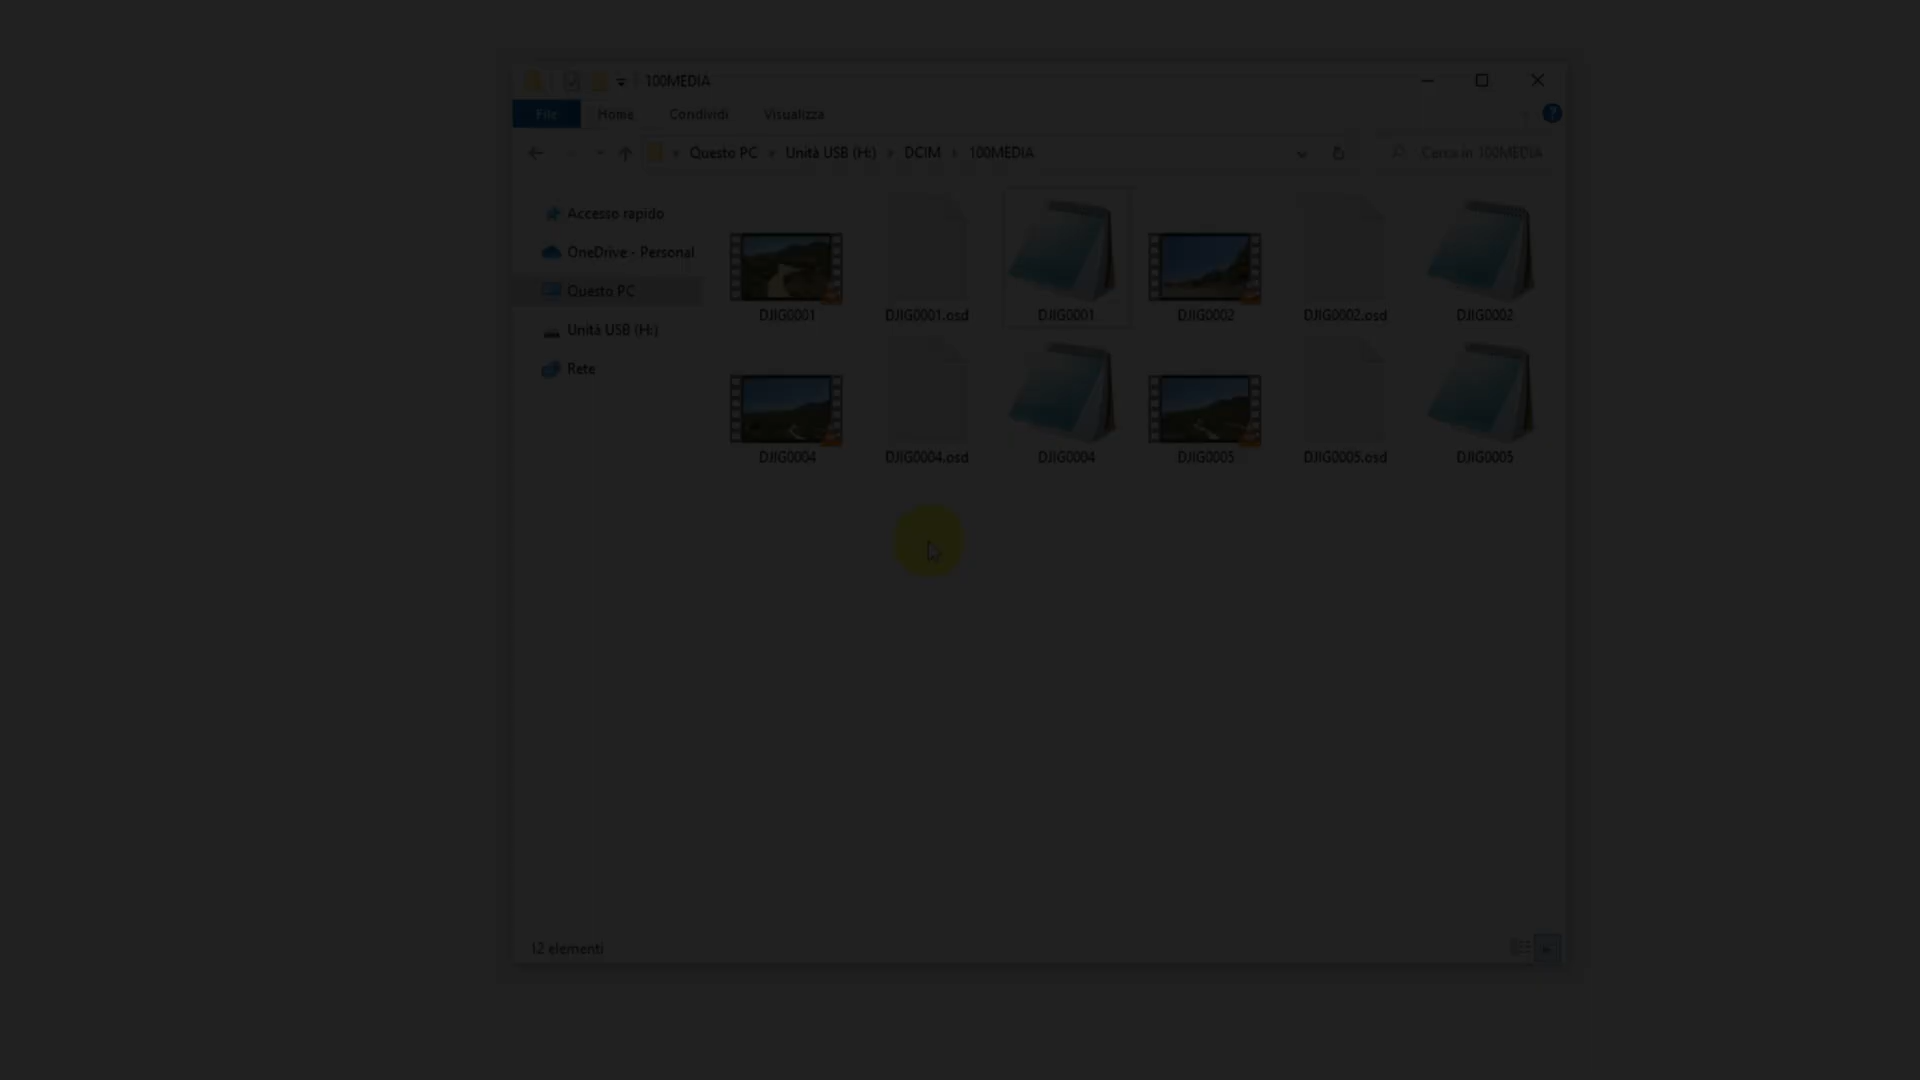 100MEDIA
File Home Condividi Visualizza
Questo PC Unità USB (H:) DCIM 100MEDIA
Cerca in 100MEDIA
Accesso rapido
OneDrive - Personal
Questo PC
Unità USB (H:)
Rete
DJIG0001 DJIG0001.osd DJIG0001 DJIG0002 DJIG0002.osd DJIG0002
DJIG0004 DJIG0004.osd DJIG0004 DJIG0005 DJIG0005.osd DJIG0005
12 elementi